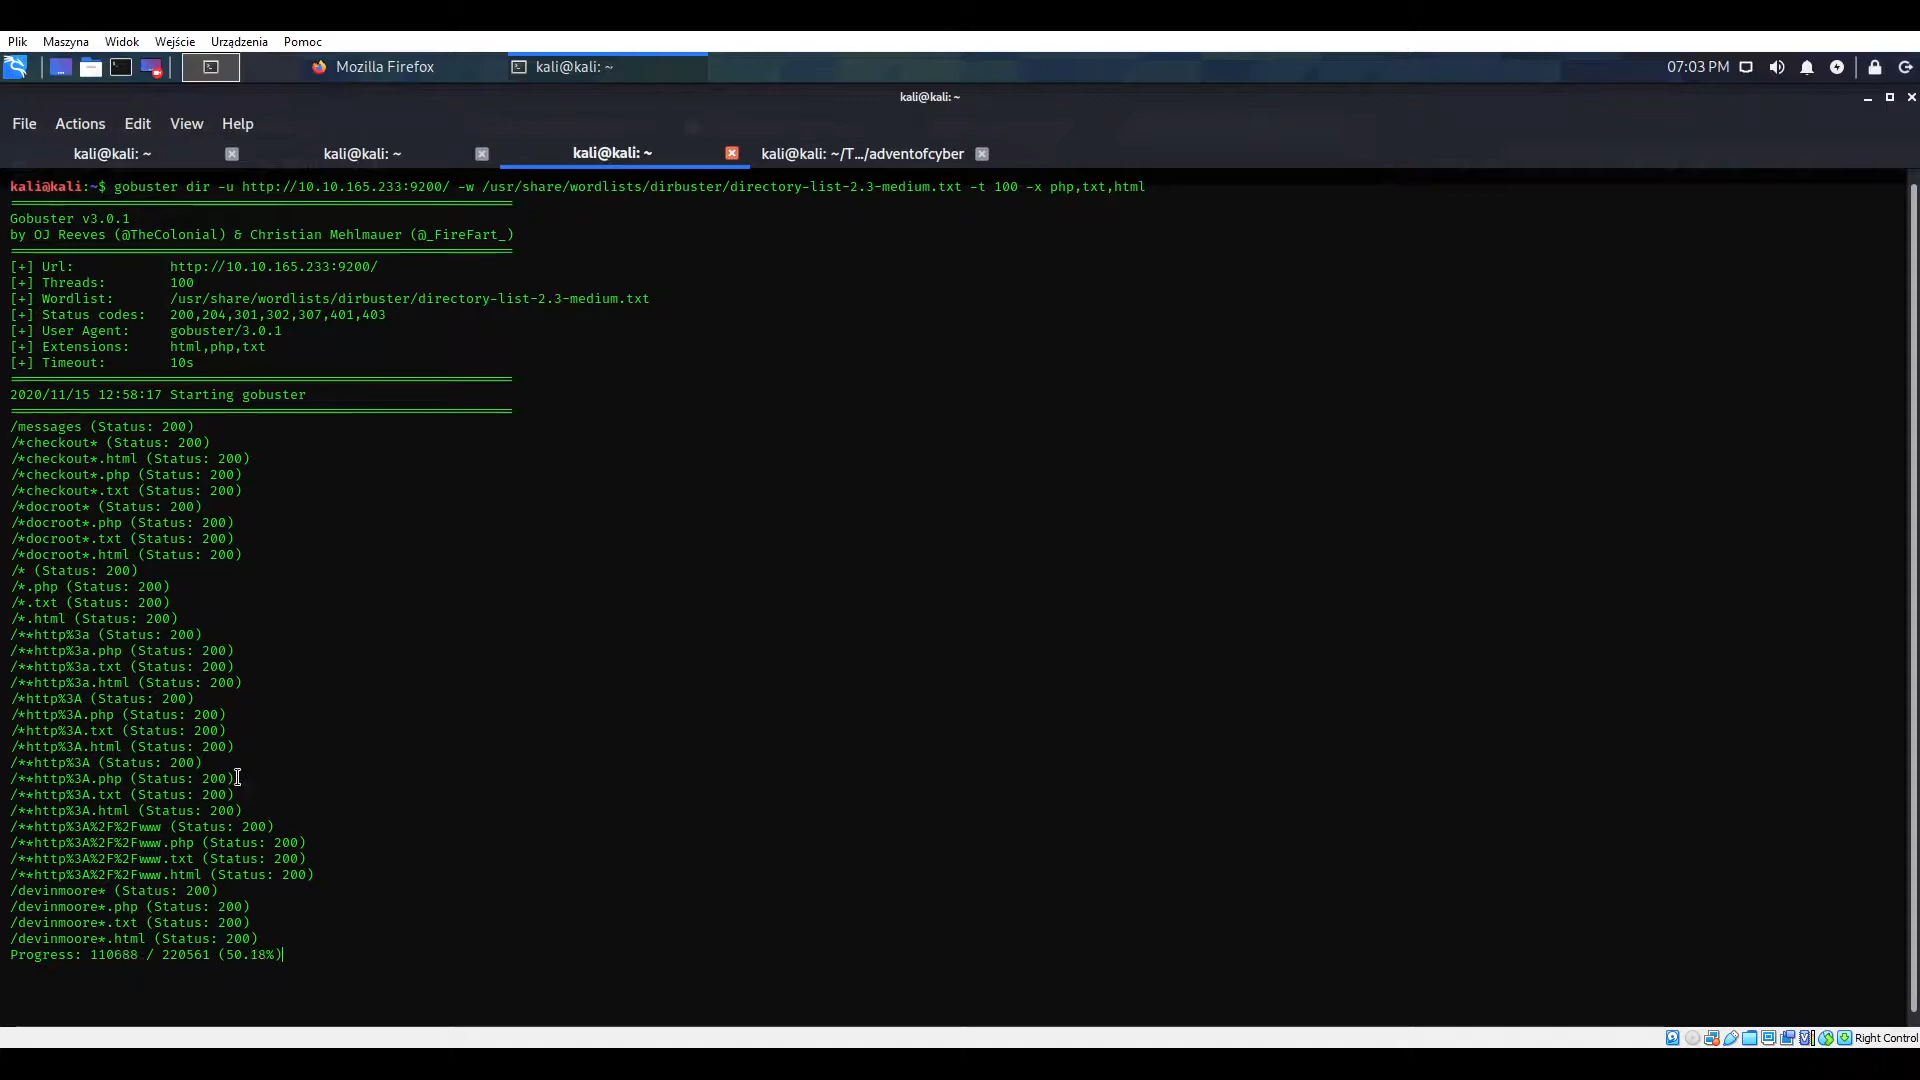 Plik Maszyna Widok Wejście Urządzenia Pomoc
Mozilla Firefox kali@kali: ~ 07:03 PM
kali@kali: ~
File Actions Edit View Help
kali@kali: ~ kali@kali: ~ kali@kali: ~ kali@kali: ~/T…/adventofcyber
kali@kali:~$ gobuster dir -u http://10.10.165.233:9200/ -w /usr/share/wordlists/dirbuster/directory-list-2.3-medium.txt -t 100 -x php,txt,html
===============================================================
Gobuster v3.0.1
by OJ Reeves (@TheColonial) & Christian Mehlmauer (@_FireFart_)
===============================================================
[+] Url: http://10.10.165.233:9200/
[+] Threads: 100
[+] Wordlist: /usr/share/wordlists/dirbuster/directory-list-2.3-medium.txt
[+] Status codes: 200,204,301,302,307,401,403
[+] User Agent: gobuster/3.0.1
[+] Extensions: html,php,txt
[+] Timeout: 10s
===============================================================
2020/11/15 12:58:17 Starting gobuster
===============================================================
/messages (Status: 200)
/*checkout* (Status: 200)
/*checkout*.html (Status: 200)
/*checkout*.php (Status: 200)
/*checkout*.txt (Status: 200)
/*docroot* (Status: 200)
/*docroot*.php (Status: 200)
/*docroot*.txt (Status: 200)
/*docroot*.html (Status: 200)
/* (Status: 200)
/*.php (Status: 200)
/*.txt (Status: 200)
/*.html (Status: 200)
/**http%3a (Status: 200)
/**http%3a.php (Status: 200)
/**http%3a.txt (Status: 200)
/**http%3a.html (Status: 200)
/*http%3A (Status: 200)
/*http%3A.php (Status: 200)
/*http%3A.txt (Status: 200)
/*http%3A.html (Status: 200)
/**http%3A (Status: 200)
/**http%3A.php (Status: 200)
/**http%3A.txt (Status: 200)
/**http%3A.html (Status: 200)
/**http%3A%2F%2Fwww (Status: 200)
/**http%3A%2F%2Fwww.php (Status: 200)
/**http%3A%2F%2Fwww.txt (Status: 200)
/**http%3A%2F%2Fwww.html (Status: 200)
/devinmoore* (Status: 200)
/devinmoore*.php (Status: 200)
/devinmoore*.txt (Status: 200)
/devinmoore*.html (Status: 200)
Progress: 110688 / 220561 (50.18%)
Right Control